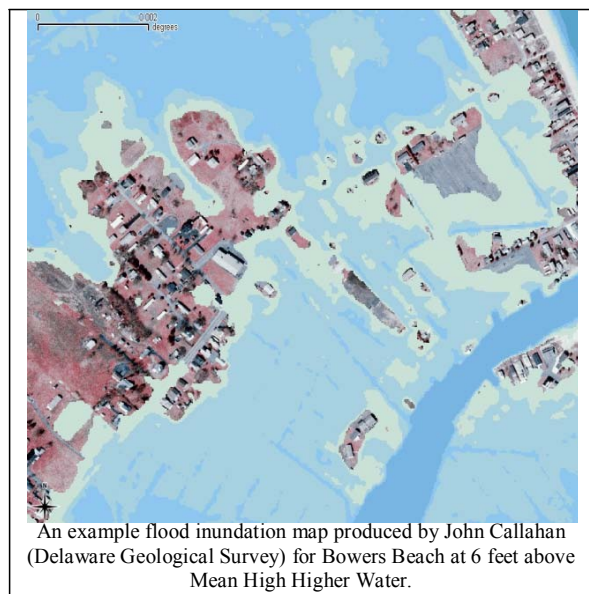 0 0.002
degrees
An example flood inundation map produced by John Callahan
(Delaware Geological Survey) for Bowers Beach at 6 feet above
Mean High Higher Water.